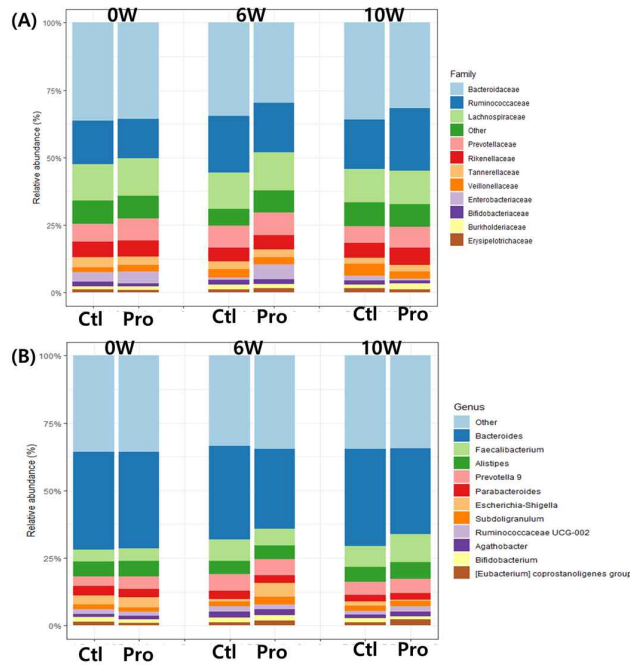 (A)
0W 6W 10W
100%
75%
50%
25%
0%
Relative abundance (%)
Ctl Pro Ctl Pro Ctl Pro
Family
Bacteroidaceae
Ruminococcaceae
Lachnospiraceae
Other
Prevotellaceae
Rikenellaceae
Tannerellaceae
Veillonellaceae
Enterobacteriaceae
Bifidobacteriaceae
Burkholderiaceae
Erysipelotrichaceae
(B)
0W 6W 10W
100%
75%
50%
25%
0%
Relative abundance (%)
Ctl Pro Ctl Pro Ctl Pro
Genus
Other
Bacteroides
Faecalibacterium
Alistipes
Prevotella 9
Parabacteroides
Escherichia-Shigella
Subdoligranulum
Ruminococcaceae UCG-002
Agathobacter
Bifidobacterium
[Eubacterium] coprostanoligenes group